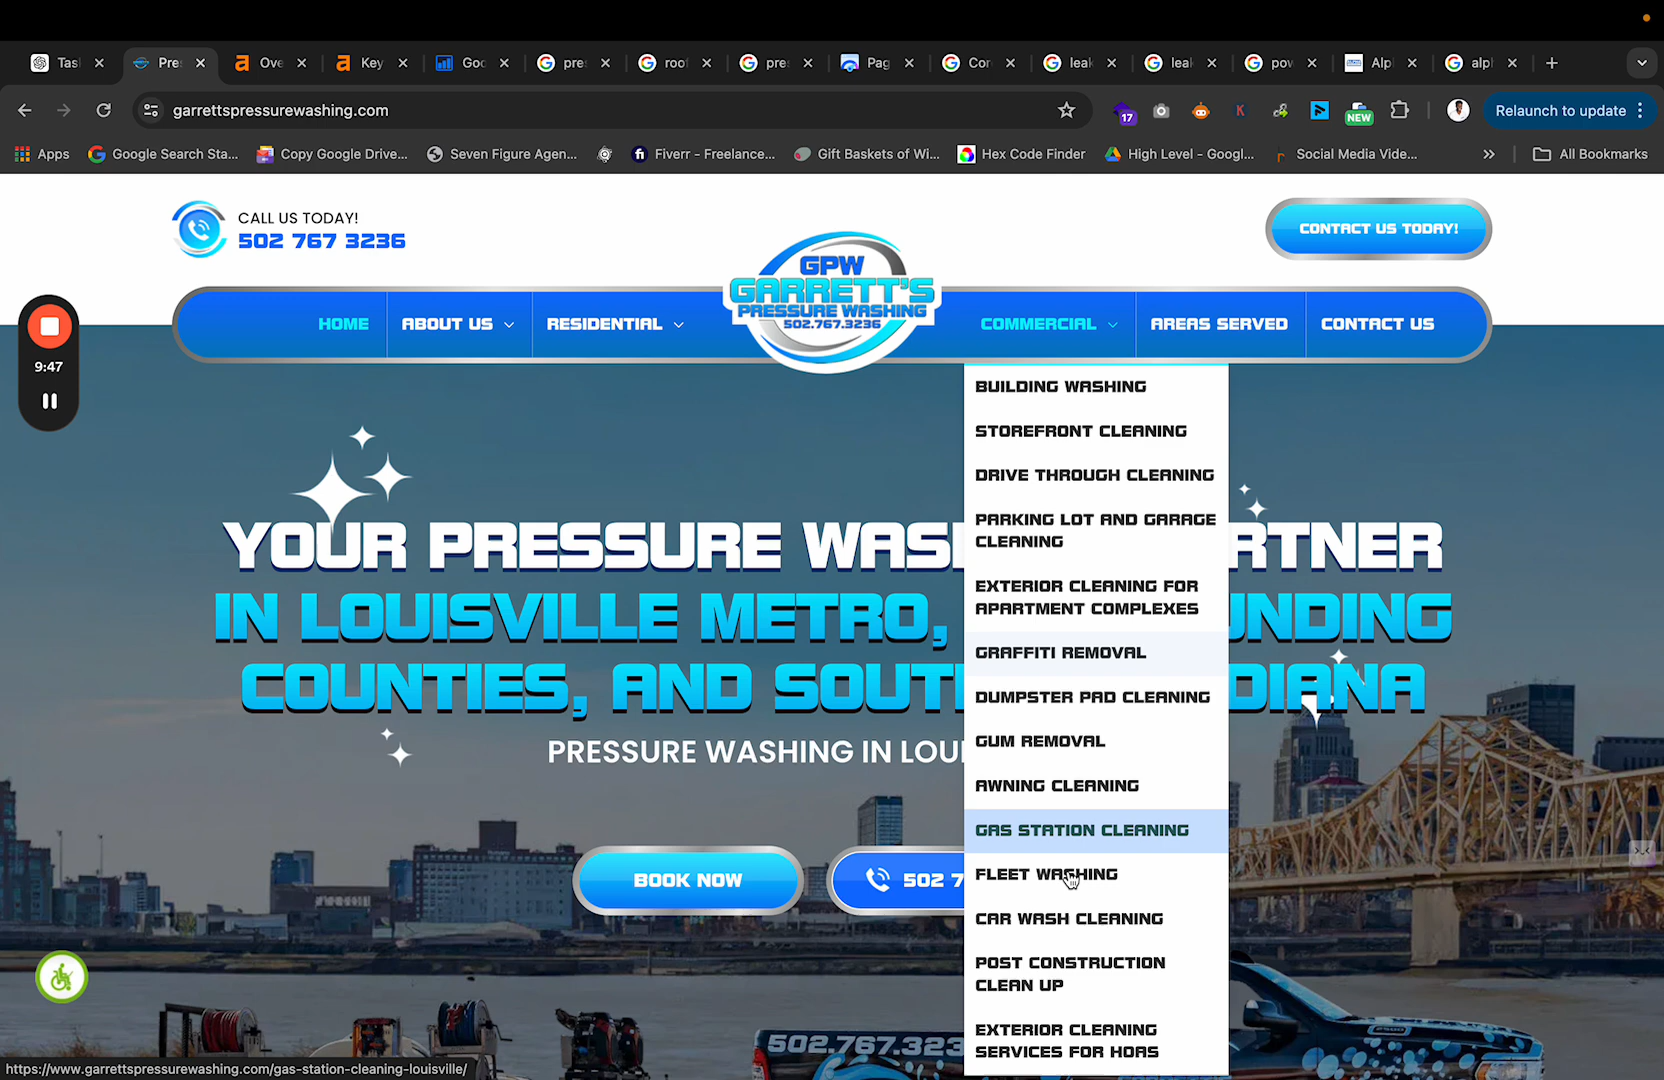 Tasl
Pre:
Ove
Key
Goc
pre:
roof
pre:
Pag
Cor
leak
leal
pov
Alp
alpl
garrettspressurewashing.com
17
NEW
Relaunch to update
Apps
Google Search Sta...
Copy Google Drive...
Seven Figure Agen...
Fiverr - Freelance...
Gift Baskets of Wi...
Hex Code Finder
High Level - Googl...
Social Media Vide...
All Bookmarks
CALL US TODAY!
502 767 3236
CONTACT US TODAY!
GPW
GARRETT'S
PRESSURE WASHING
502.767.3236
HOME
ABOUT US
RESIDENTIAL
COMMERCIAL
AREAS SERVED
CONTACT US
9:47
BUILDING WASHING
STOREFRONT CLEANING
DRIVE THROUGH CLEANING
PARKING LOT AND GARAGE
CLEANING
EXTERIOR CLEANING FOR
APARTMENT COMPLEXES
GRAFFITI REMOVAL
DUMPSTER PAD CLEANING
GUM REMOVAL
AWNING CLEANING
GAS STATION CLEANING
FLEET WASHING
CAR WASH CLEANING
POST CONSTRUCTION
CLEAN UP
EXTERIOR CLEANING
SERVICES FOR HOAS
YOUR PRESSURE WAS RTNER
IN LOUISVILLE METRO, UNDING
COUNTIES, AND SOUT DIANA
PRESSURE WASHING IN LOUI
BOOK NOW
502 7
502.767.323
https://www.garrettspressurewashing.com/gas-station-cleaning-louisville/